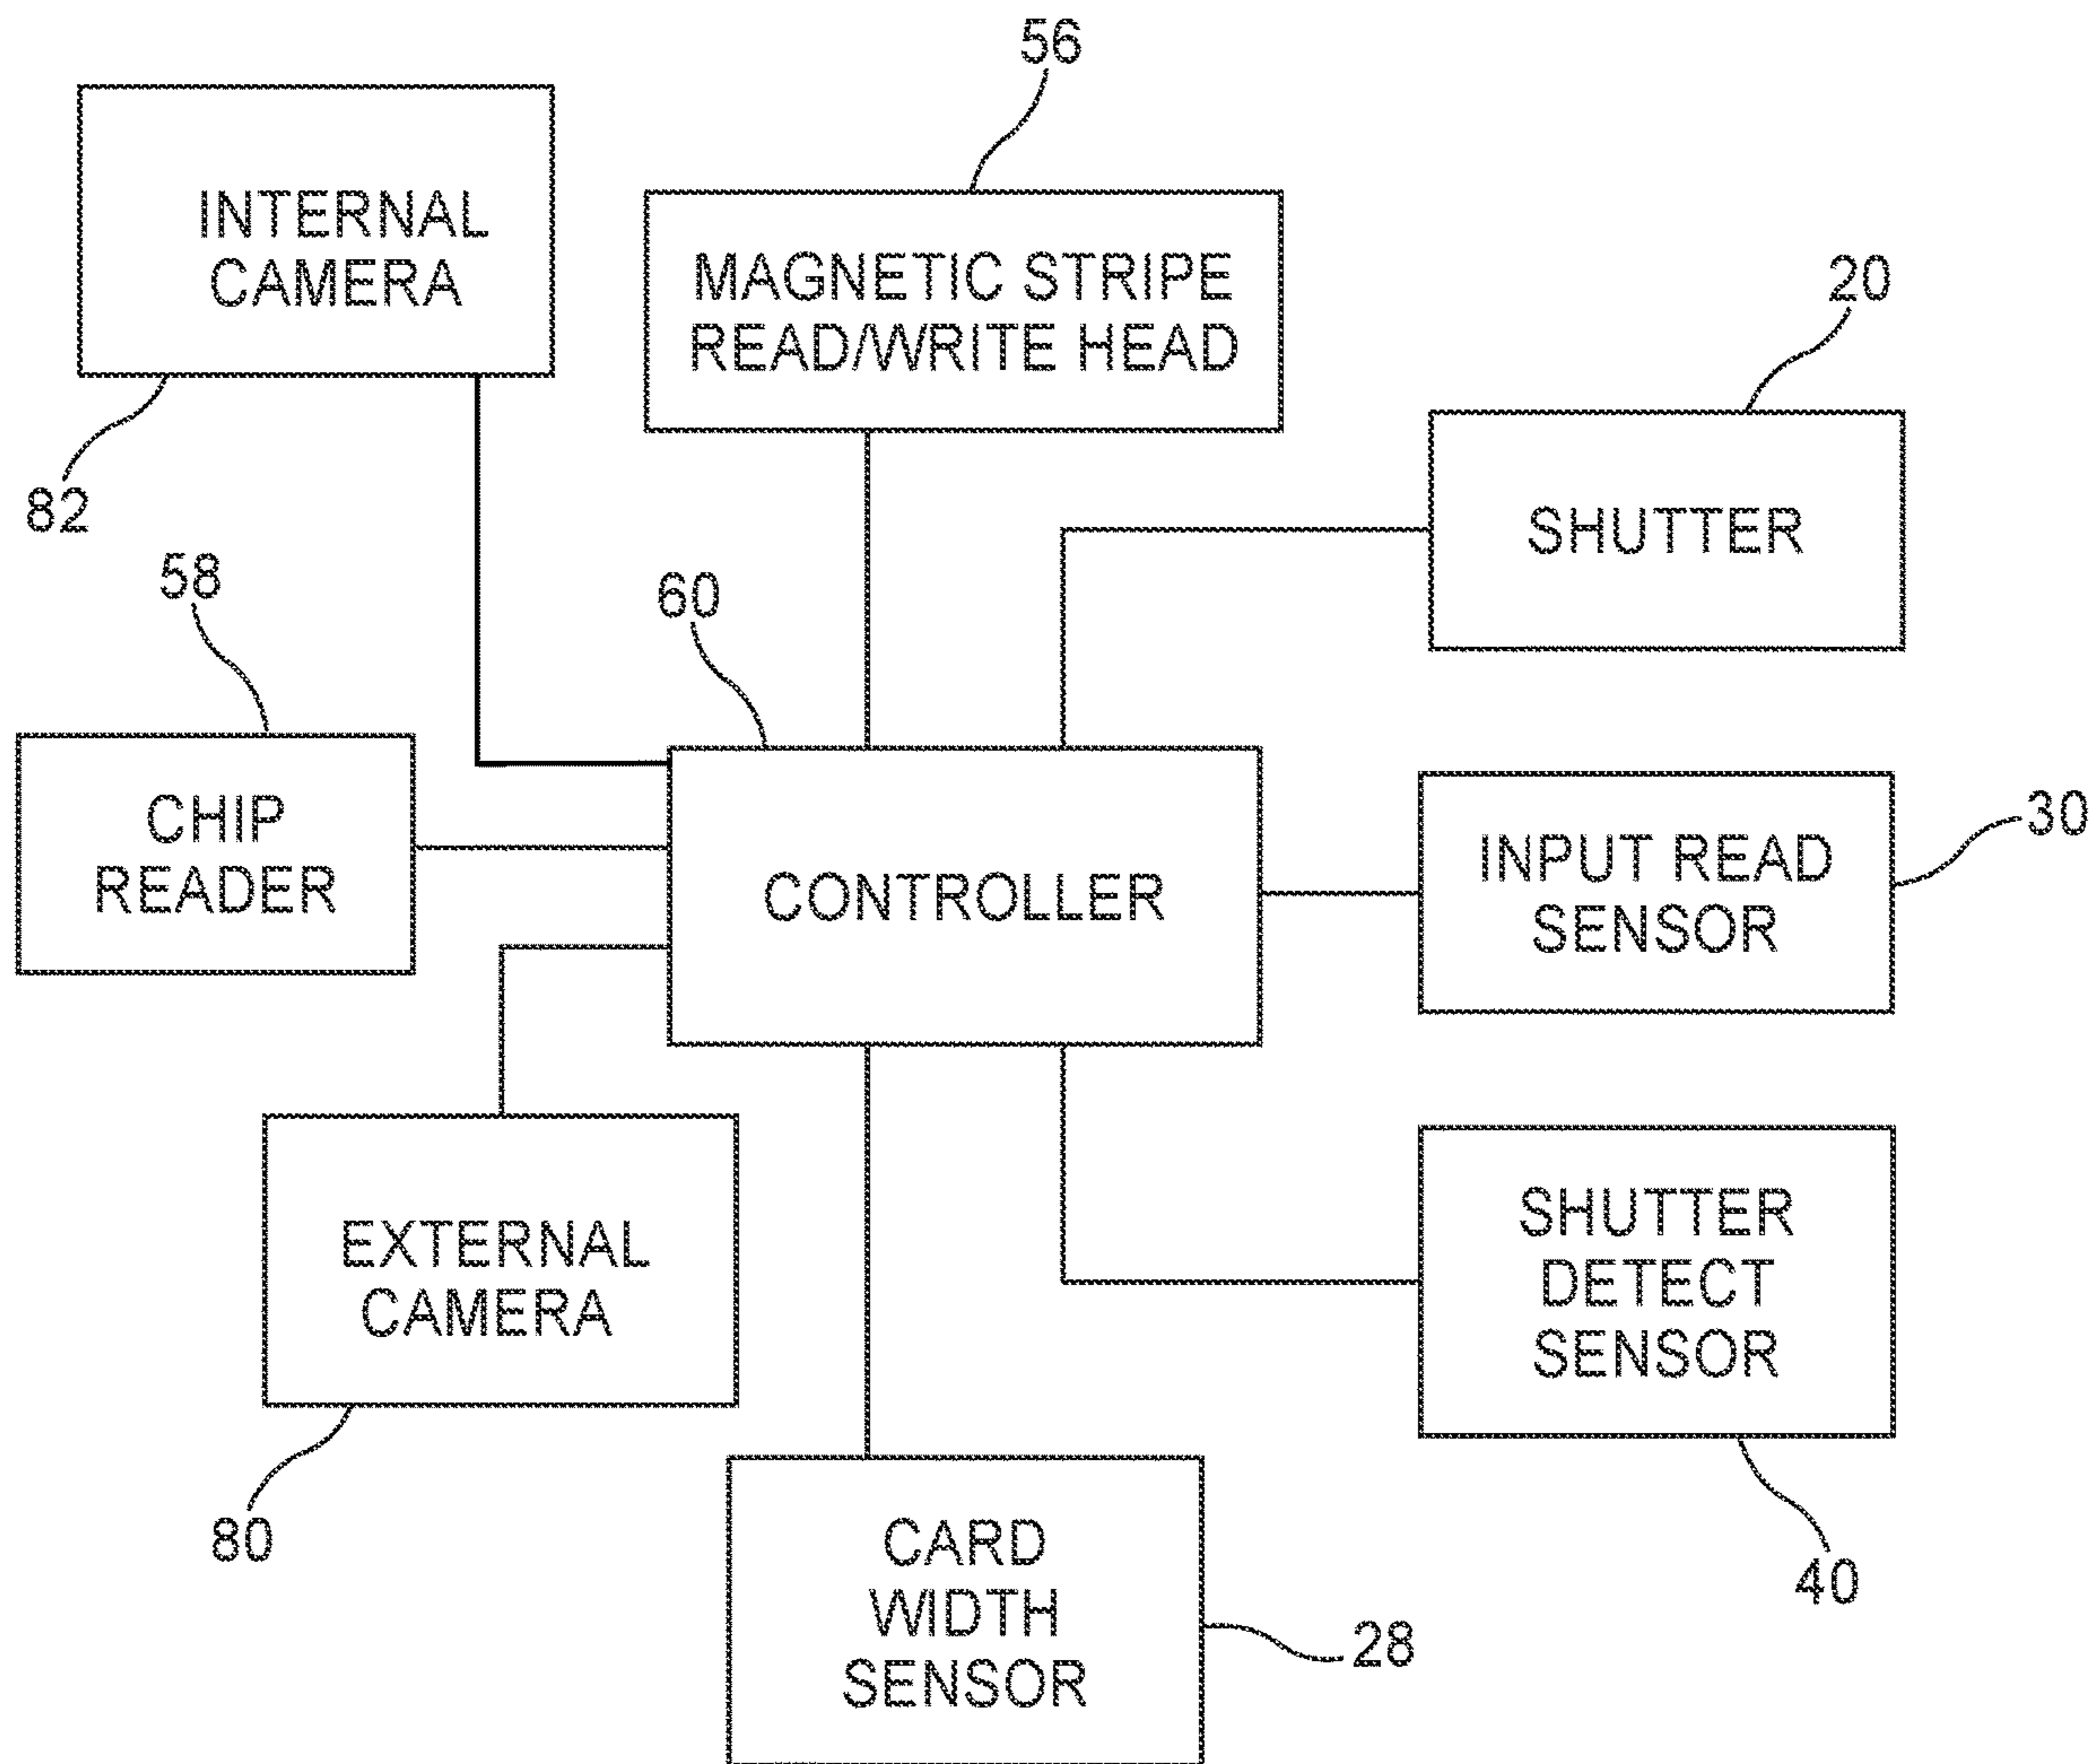 56
INTERNAL
CAMERA
82
MAGNETIC STRIPE
READ/WRITE HEAD
20
SHUTTER
58
60
CHIP
READER
CONTROLLER
INPUT READ
SENSOR
30
EXTERNAL
CAMERA
80
SHUTTER
DETECT
SENSOR
40
CARD
WIDTH
SENSOR
28